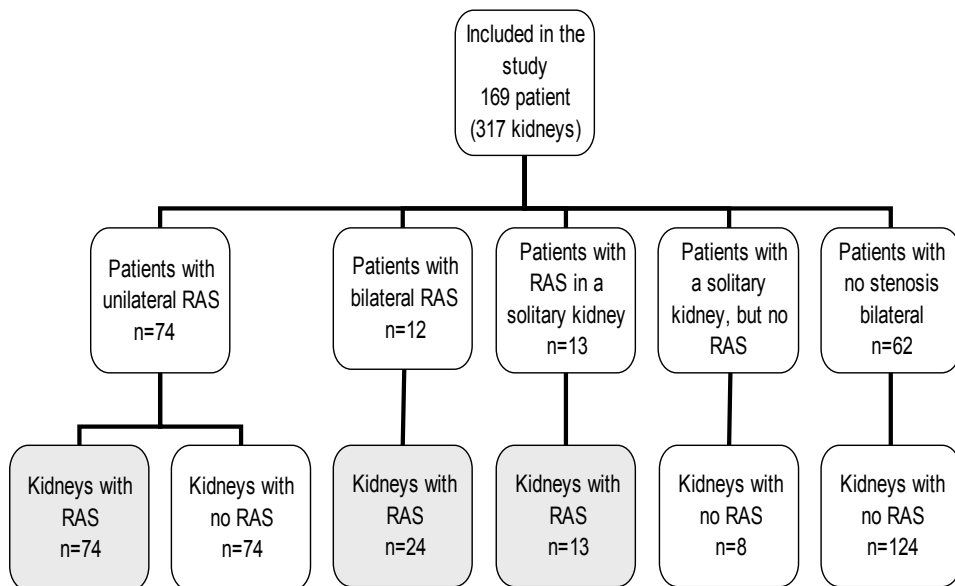 Included in the
study
169 patient
(317 kidneys)
Patients with
unilateral RAS
n=74
Patients with
bilateral RAS
n=12
Patients with
RAS in a
solitary kidney
n=13
Patients with
a solitary
kidney, but no
RAS
Patients with
no stenosis
bilateral
n=62
Kidneys with
RAS
n=74
Kidneys with
no RAS
n=74
Kidneys with
RAS
n=24
Kidneys with
RAS
n=13
Kidneys with
no RAS
n=8
Kidneys with
no RAS
n=124